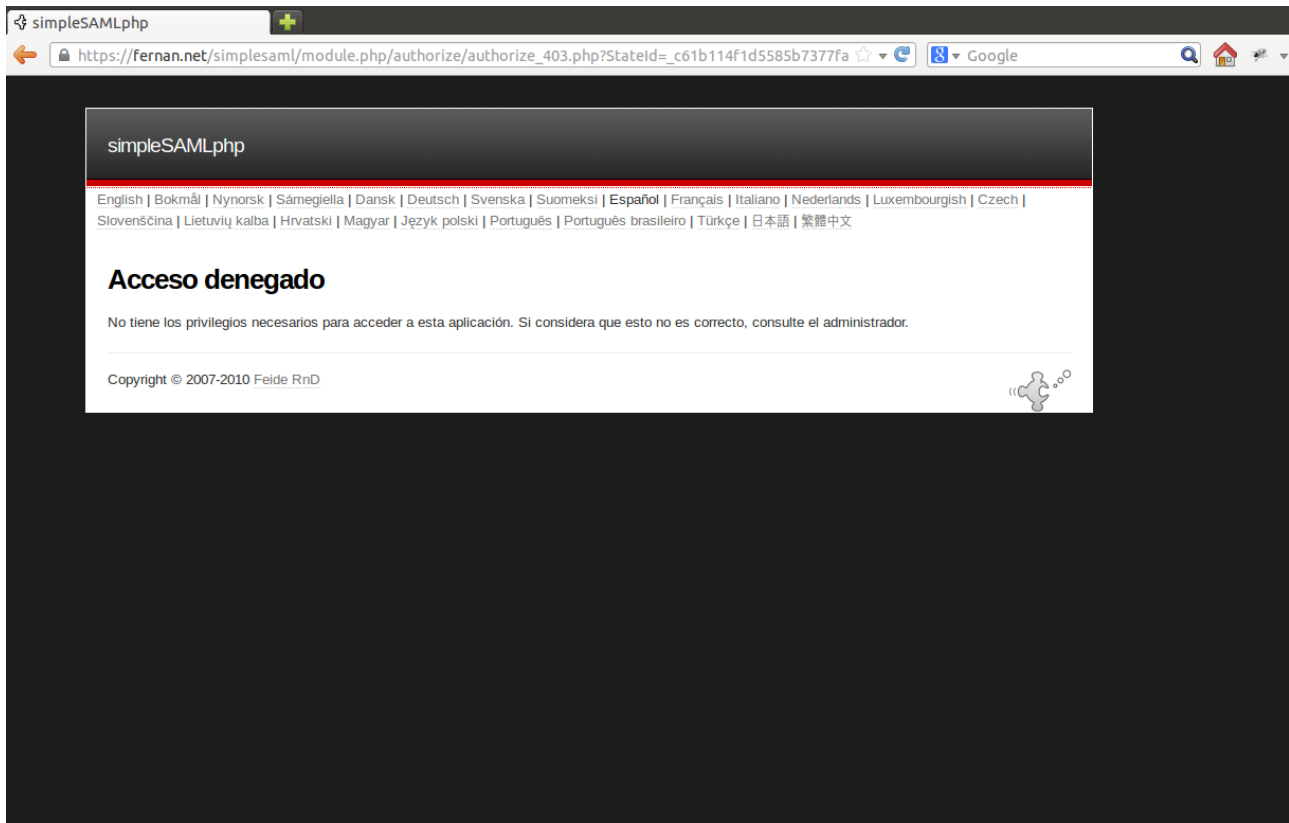 simpleSAMLphp
https://fernan.net/simplesaml/module.php/authorize/authorize_403.php?StateId=_c61b114f1d5585b7377fa
8 Google
simpleSAMLphp
English | Bokmål | Nynorsk | Sámegiella | Dansk | Deutsch | Svenska | Suomeksi | Español | Français | Italiano | Nederlands | Luxembourgish | Czech |
Slovenščina | Lietuvių kalba | Hrvatski | Magyar | Język polski | Português | Português brasileiro | Türkçe | 日本語 | 繁體中文
Acceso denegado
No tiene los privilegios necesarios para acceder a esta aplicación. Si considera que esto no es correcto, consulte el administrador.
Copyright © 2007-2010 Feide RnD